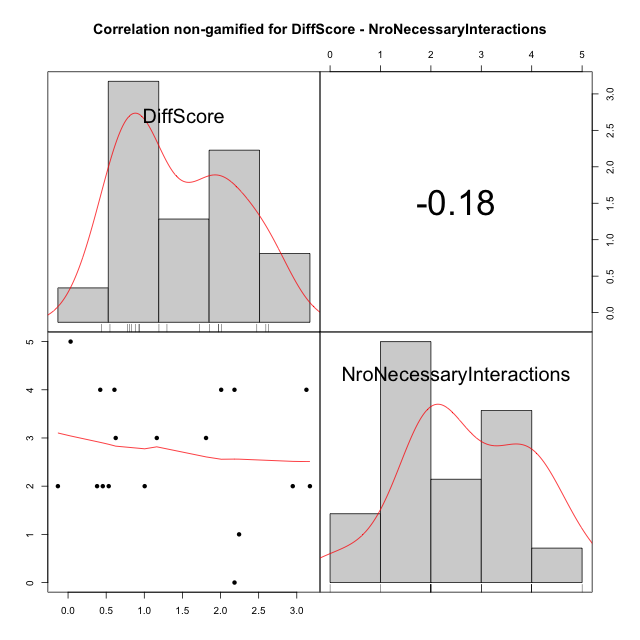 Correlation non-gamified for DiffScore - NroNecessaryInteractions
0 1 2 3 4 5
DiffScore
-0.18
0.0 0.5 1.0 1.5 2.0 2.5 3.0
0 1 2 3 4 5
NroNecessaryInteractions
0.0 0.5 1.0 1.5 2.0 2.5 3.0